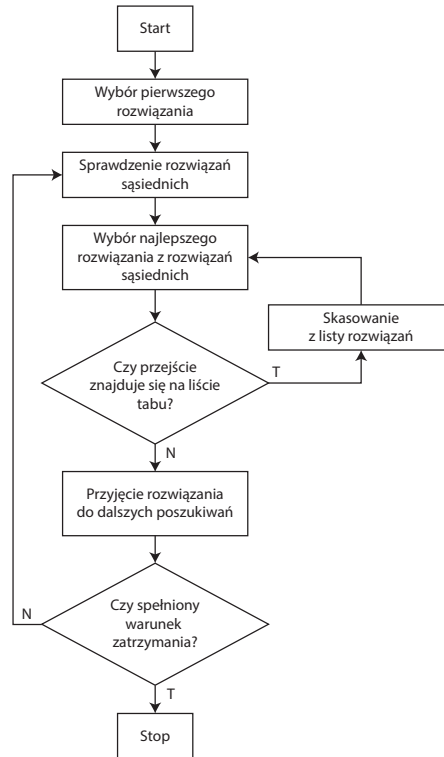 Start
Wybór pierwszego
rozwiązania
Sprawdzenie rozwiązań
sąsiednich
Wybór najlepszego
rozwiązania z rozwiązań
sąsiednich
Skasowanie
z listy rozwiązań
Czy przejście
znajduje się na liście
tabu?
T
N
Przyjęcie rozwiązania
do dalszych poszukiwań
Czy spełniony
warunek
zatrzymania?
N
T
Stop